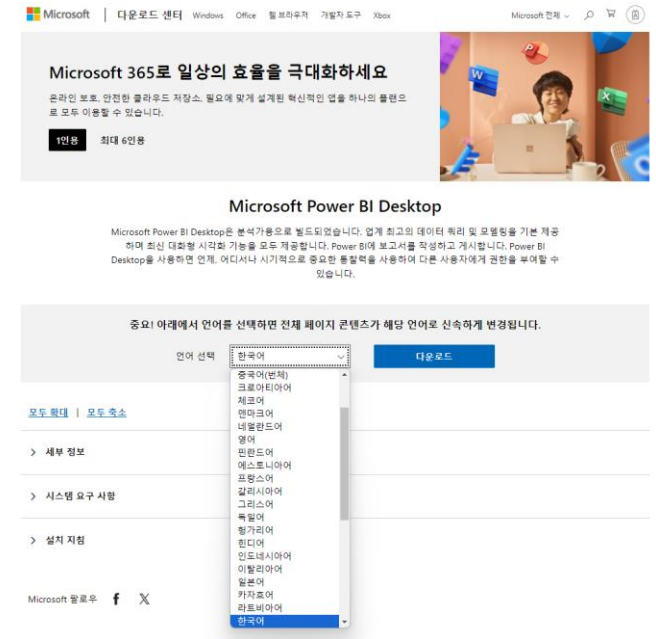 Microsoft 다운로드 센터 Windows Office 웹 브라우저 개발자 도구 Xbox Microsoft 전체
Microsoft 365로 일상의 효율을 극대화하세요
온라인 보호, 안전한 클라우드 저장소, 필요에 맞게 설계된 혁신적인 앱을 하나의 플랜으
로 모두 이용할 수 있습니다.
1인용 최대 6인용
Microsoft Power BI Desktop
Microsoft Power BI Desktop은 분석가용으로 빌드되었습니다. 업계 최고의 데이터 쿼리 및 모델링을 기본 제공
하며 최신 대화형 시각화 기능을 모두 제공합니다. Power BI에 보고서를 작성하고 게시합니다. Power BI
Desktop을 사용하면 언제, 어디서나 시기적으로 중요한 통찰력을 사용하여 다른 사용자에게 권한을 부여할 수
있습니다.
중요! 아래에서 언어를 선택하면 전체 페이지 콘텐츠가 해당 언어로 신속하게 변경됩니다.
언어 선택 한국어 다운로드
중국어(번체)
크로아티아어
체코어
덴마크어
네덜란드어
영어
핀란드어
에스토니아어
프랑스어
갈리시아어
그리스어
독일어
헝가리어
힌디어
인도네시아어
이탈리아어
일본어
카자흐어
라트비아어
한국어
모두 확대 | 모두 축소
세부 정보
시스템 요구 사항
설치 지침
Microsoft 팔로우